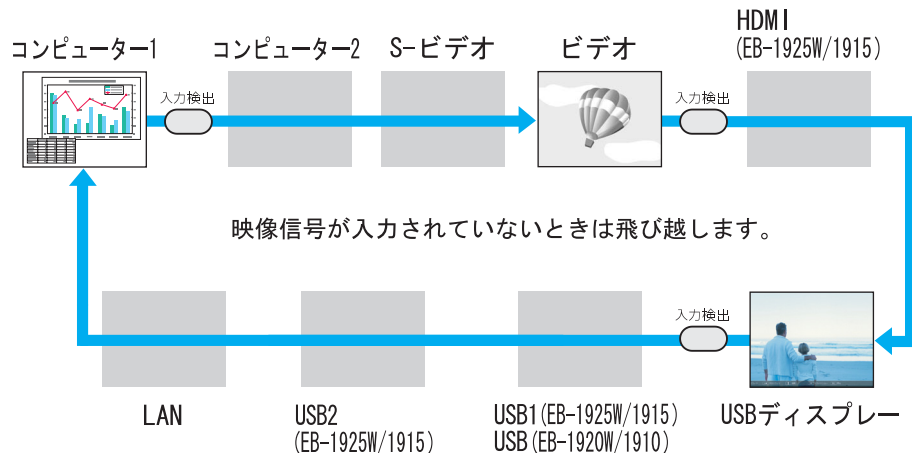 コンピューター1
コンピューター2
S-ビデオ
ビデオ
HDMI
(EB-1925W/1915)
入力検出
入力検出
映像信号が入力されていないときは飛び越します。
入力検出
LAN
USB2
(EB-1925W/1915)
USB1(EB-1925W/1915)
USB(EB-1920W/1910)
USBディスプレー